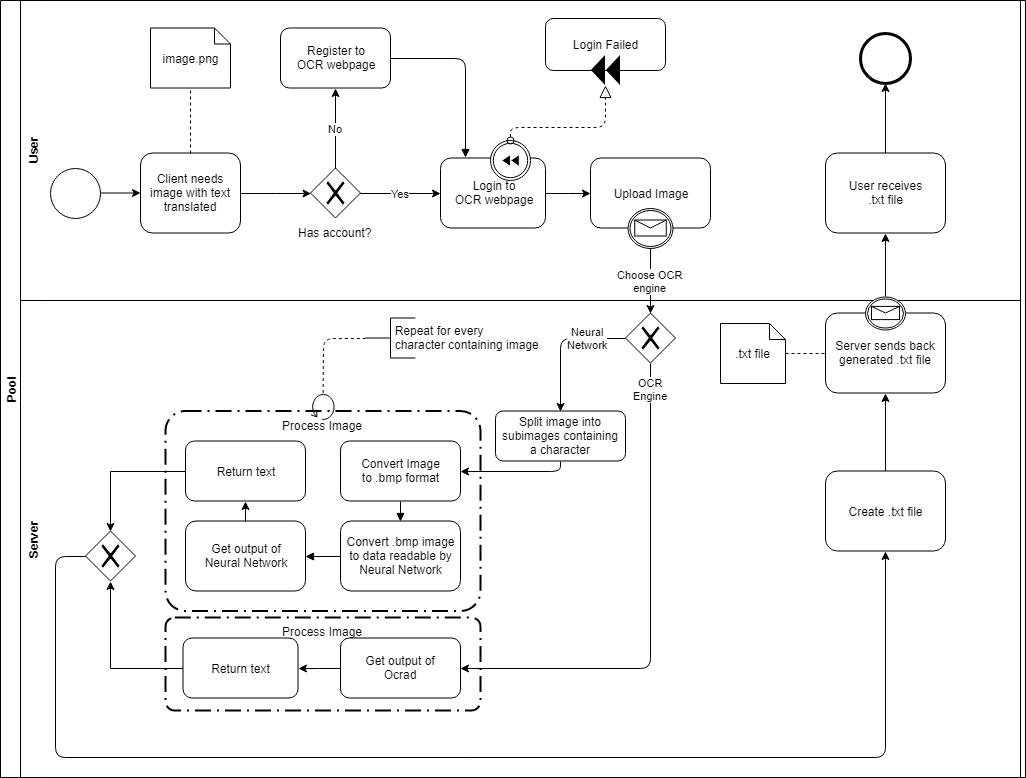 Pool
User
image.png
Register to
OCR webpage
Login Failed
No
Client needs
image with text
translated
Yes
Login to
OCR webpage
Upload Image
User receives
.txt file
Has account?
Choose OCR
engine
Server
Repeat for every
character containing image
Neural
Network
.txt file
Server sends back
generated .txt file
OCR
Engine
Process Image
Split image into
subimages containing
a character
Return text
Convert Image
to .bmp format
Create .txt file
Get output of
Neural Network
Convert .bmp image
to data readable by
Neural Network
Process Image
Return text
Get output of
Ocrad